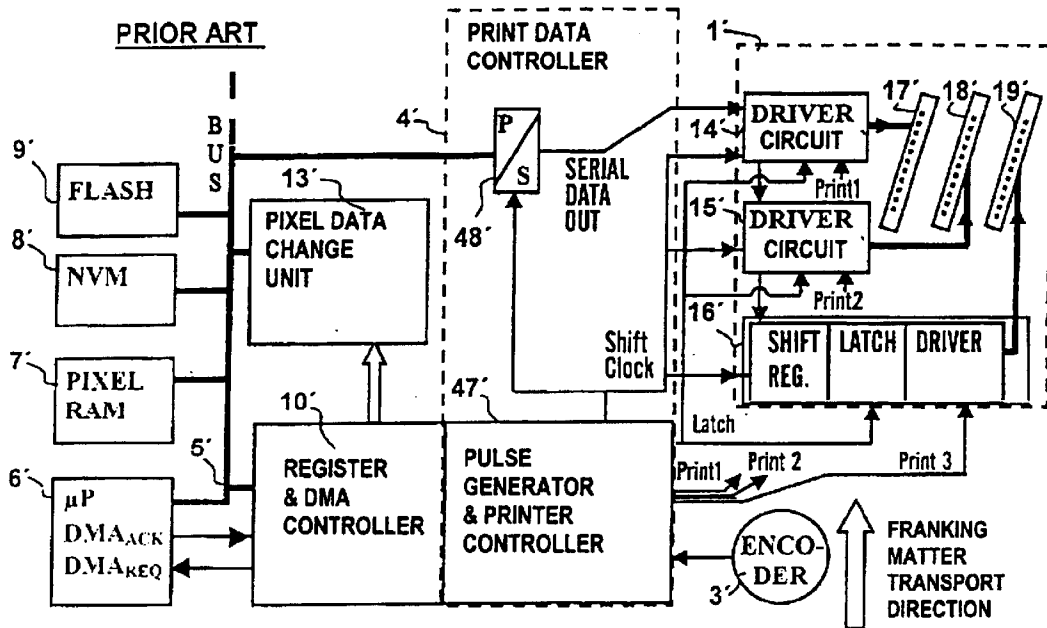 PRIOR ART
PRINT DATA
CONTROLLER
1´
17´
18´
19´
BUS
4´
P
S
48´
SERIAL
DATA
OUT
14´
DRIVER
CIRCUIT
Print1
15´
DRIVER
CIRCUIT
Print2
16´
SHIFT
REG.
LATCH
DRIVER
9´
FLASH
8´
NVM
7´
PIXEL
RAM
13´
PIXEL DATA
CHANGE
UNIT
Shift
Clock
Latch
5´
6´
µP
DMAACK
DMAREQ
10´
REGISTER
& DMA
CONTROLLER
47´
PULSE
GENERATOR
& PRINTER
CONTROLLER
Print1
Print 2
Print 3
ENCO-
DER
3´
FRANKING
MATTER
TRANSPORT
DIRECTION